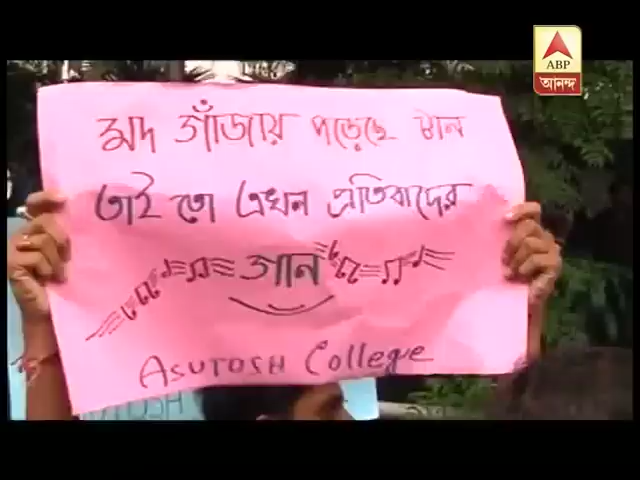 ABP
আনন্দ
মদ গাঁজায় পড়েছে টান
তাই তো এখন প্রতিবাদের
গান
ASUTOSH College